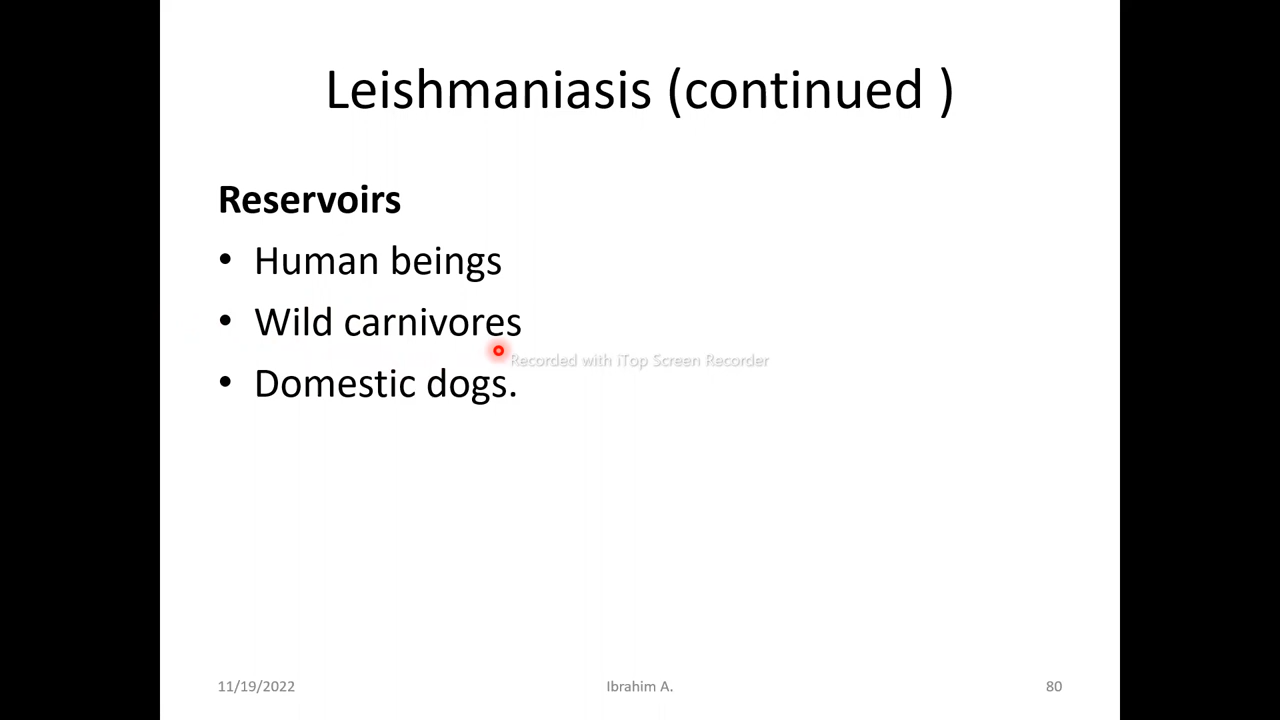 Leishmaniasis (continued )
Reservoirs
• Human beings
• Wild carnivores
Recorded with iTop Screen Recorder
• Domestic dogs.
11/19/2022 Ibrahim A. 80